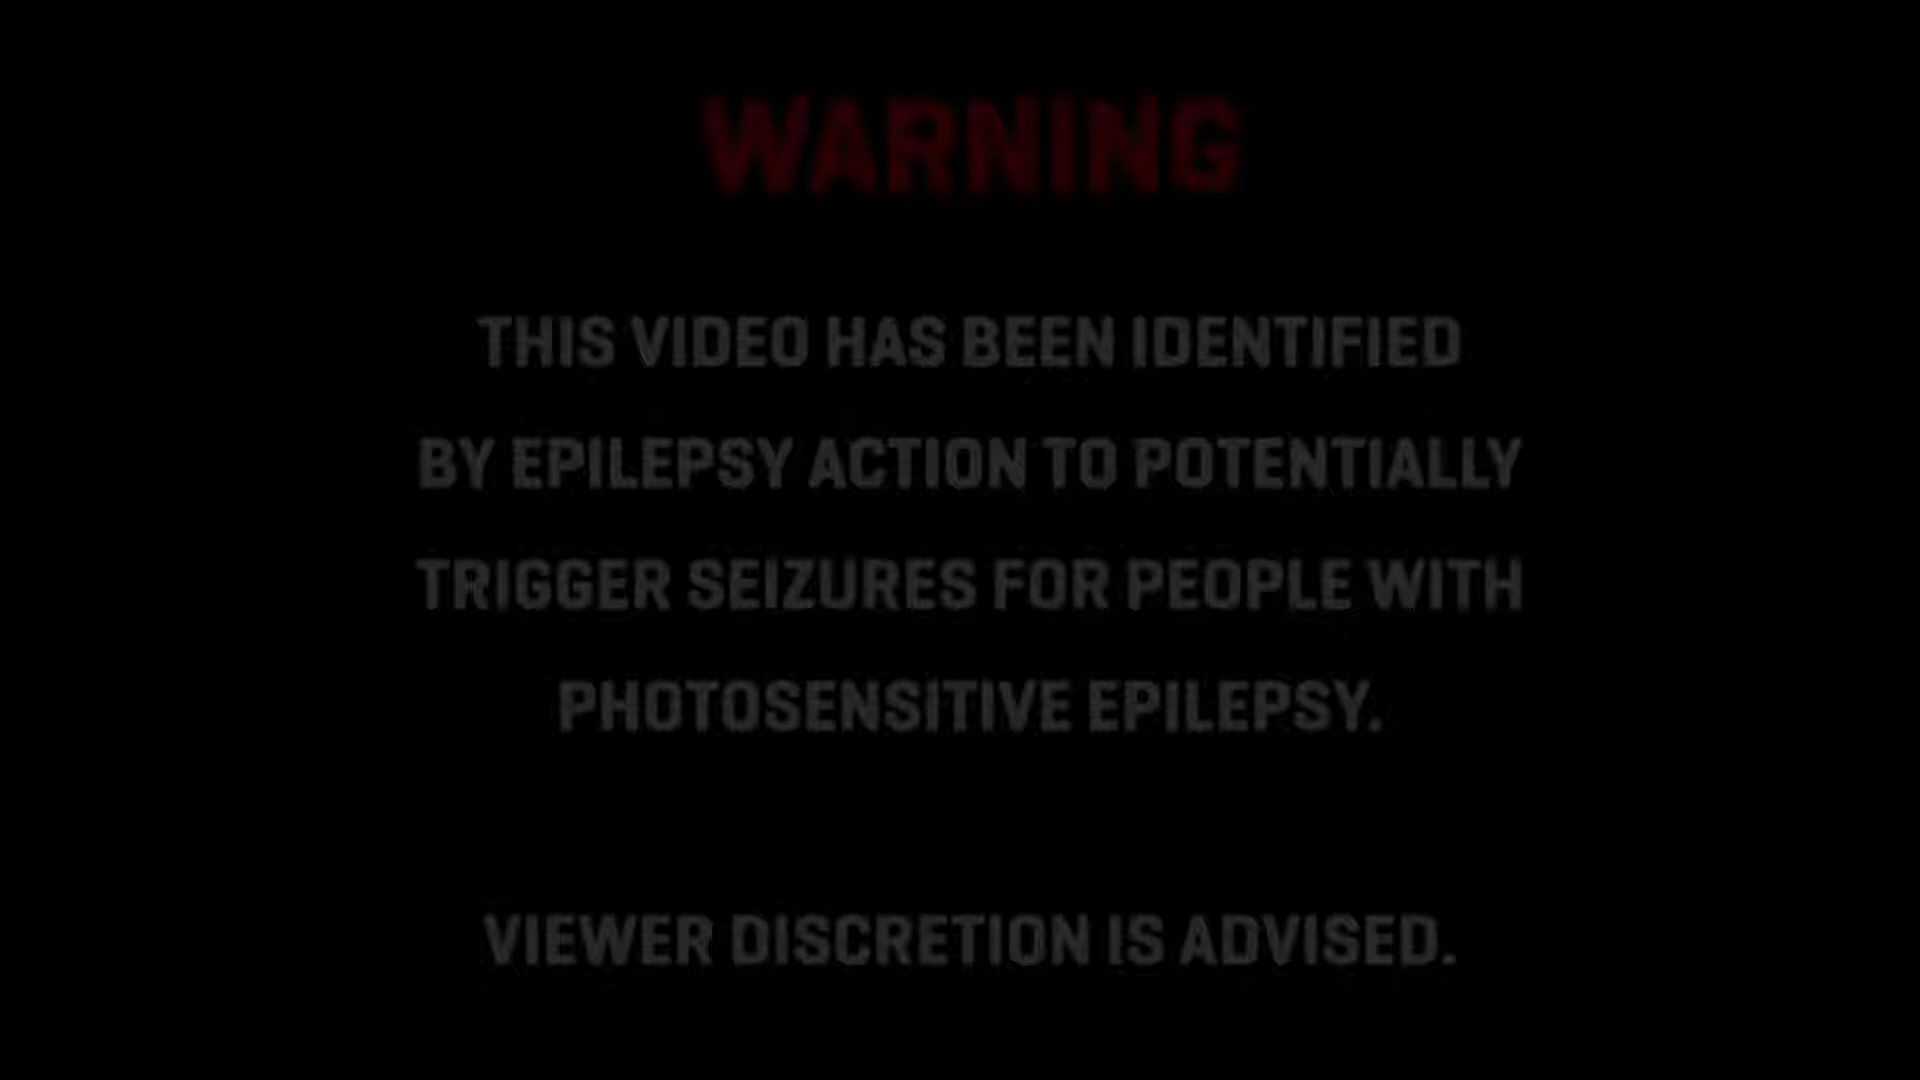 WARNING
THIS VIDEO HAS BEEN IDENTIFIED
BY EPILEPSY ACTION TO POTENTIALLY
TRIGGER SEIZURES FOR PEOPLE WITH
PHOTOSENSITIVE EPILEPSY.
VIEWER DISCRETION IS ADVISED.